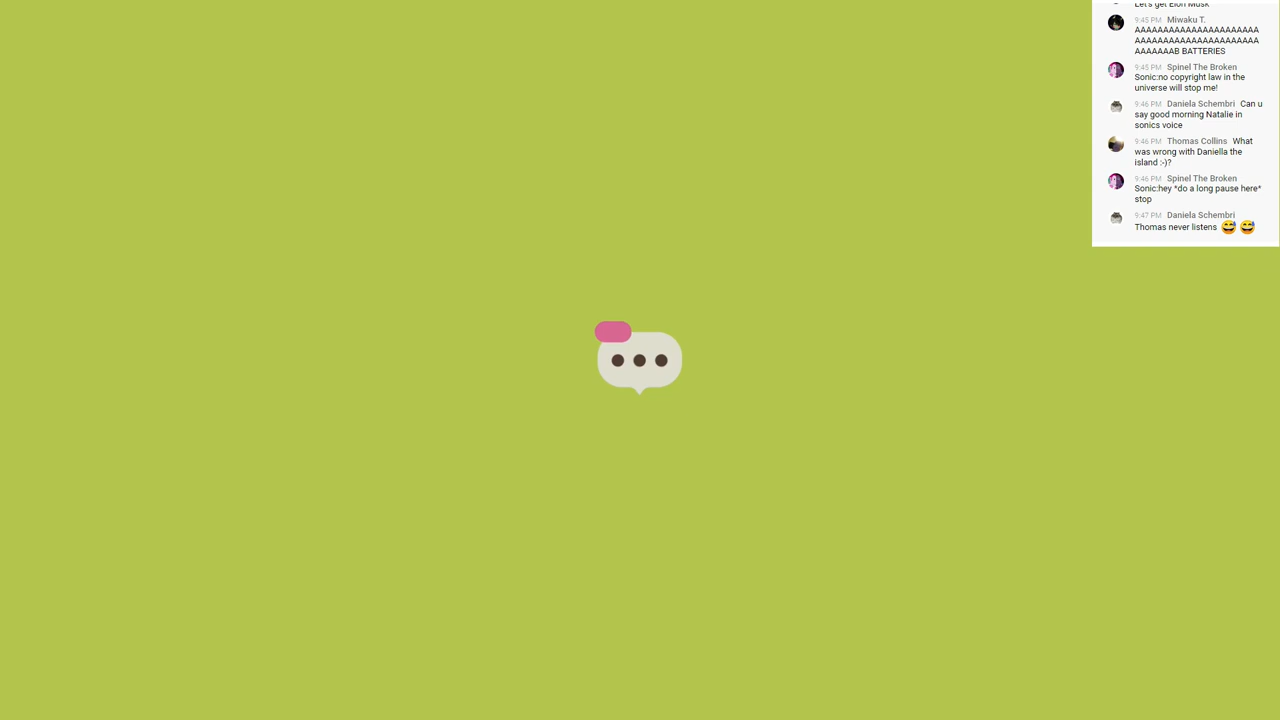 Let's get Elon Musk
9:45 PM Miwaku T.
AAAAAAAAAAAAAAAAAAAAAA
AAAAAAAAAAAAAAAAAAAAAA
AAAAAAAB BATTERIES
9:45 PM Spinel The Broken
Sonic:no copyright law in the
universe will stop me!
9:46 PM Daniela Schembri Can u
say good morning Natalie in
sonics voice
9:46 PM Thomas Collins What
was wrong with Daniella the
island :-)?
9:46 PM Spinel The Broken
Sonic:hey *do a long pause here*
stop
9:47 PM Daniela Schembri
Thomas never listens 😅 😅